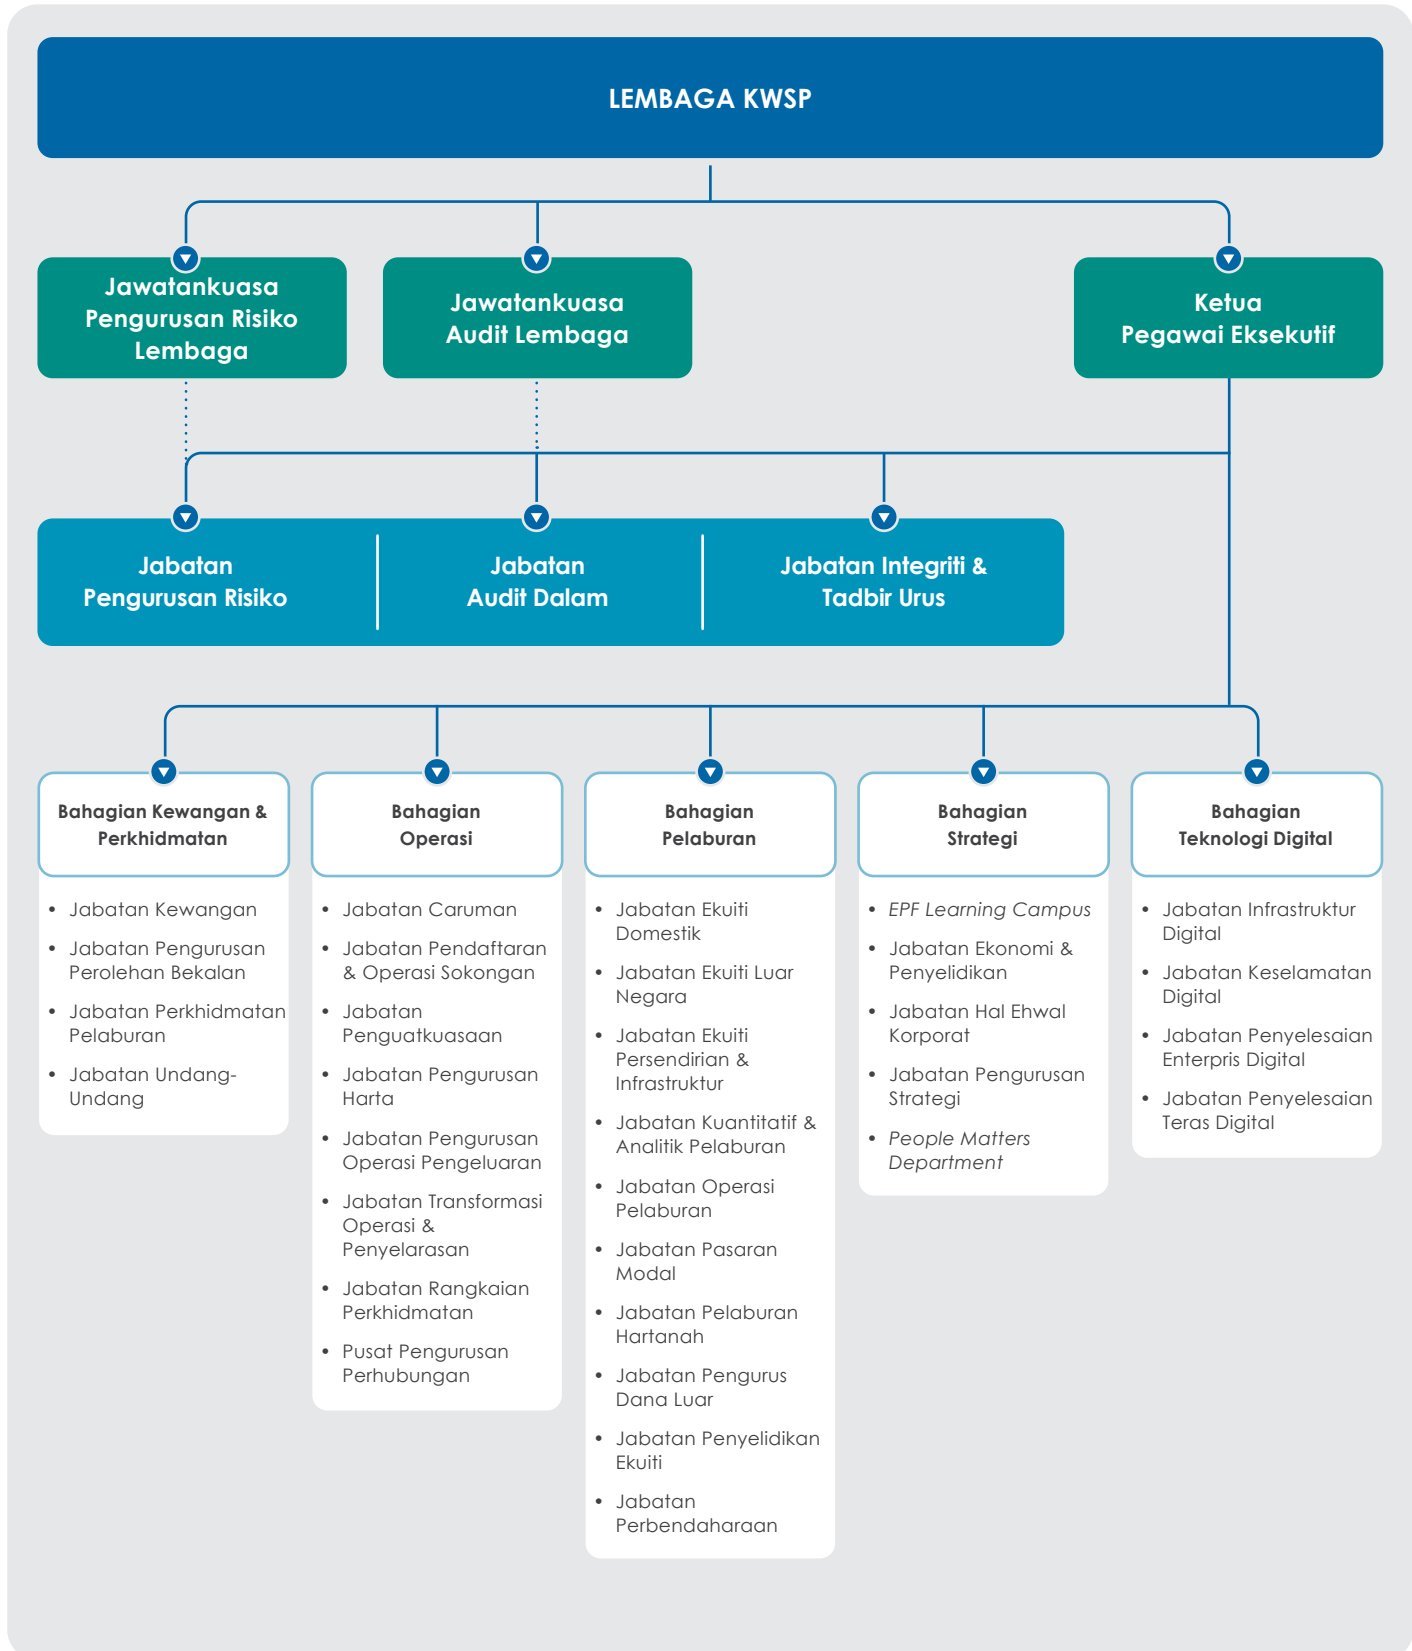 LEMBAGA KWSP
Jawatankuasa
Pengurusan Risiko
Lembaga
Jawatankuasa
Audit Lembaga
Ketua
Pegawai Eksekutif
Jabatan
Pengurusan Risiko
Jabatan
Audit Dalam
Jabatan Integriti &
Tadbir Urus
Bahagian Kewangan &
Perkhidmatan
• Jabatan Kewangan
• Jabatan Pengurusan
Perolehan Bekalan
• Jabatan Perkhidmatan
Pelaburan
• Jabatan Undang-
Undang
Bahagian
Operasi
• Jabatan Caruman
• Jabatan Pendaftaran
& Operasi Sokongan
• Jabatan
Penguatkuasaan
• Jabatan Pengurusan
Harta
• Jabatan Pengurusan
Operasi Pengeluaran
• Jabatan Transformasi
Operasi &
Penyelarasan
• Jabatan Rangkaian
Perkhidmatan
• Pusat Pengurusan
Perhubungan
Bahagian
Pelaburan
• Jabatan Ekuiti
Domestik
• Jabatan Ekuiti Luar
Negara
• Jabatan Ekuiti
Persendirian &
Infrastruktur
• Jabatan Kuantitatif &
Analitik Pelaburan
• Jabatan Operasi
Pelaburan
• Jabatan Pasaran
Modal
• Jabatan Pelaburan
Hartanah
• Jabatan Pengurus
Dana Luar
• Jabatan Penyelidikan
Ekuiti
• Jabatan
Perbendaharaan
Bahagian
Strategi
• EPF Learning Campus
• Jabatan Ekonomi &
Penyelidikan
• Jabatan Hal Ehwal
Korporat
• Jabatan Pengurusan
Strategi
• People Matters
Department
Bahagian
Teknologi Digital
• Jabatan Infrastruktur
Digital
• Jabatan Keselamatan
Digital
• Jabatan Penyelesaian
Enterpris Digital
• Jabatan Penyelesaian
Teras Digital